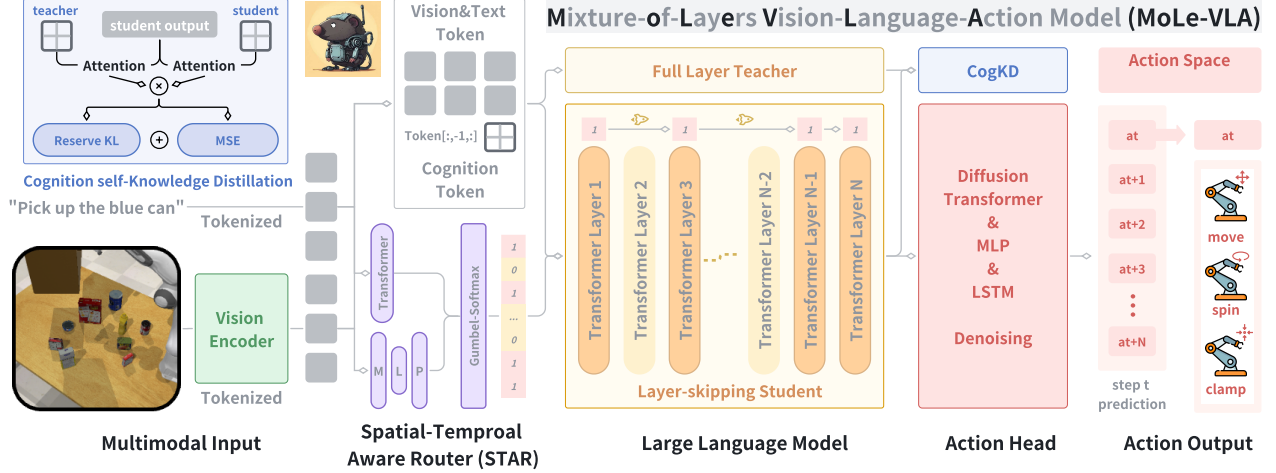 Mixture-of-Layers Vision-Language-Action Model (MoLe-VLA)
teacher
student output
student
Attention
Attention
×
Reserve KL
+
MSE
Cognition self-Knowledge Distillation
"Pick up the blue can"
Tokenized
Vision
Encoder
Tokenized
Multimodal Input
Vision&Text
Token
Token[:,-1,:]
Cognition
Token
Transformer
M
L
P
Gumbel-Softmax
1
0
1
...
0
1
1
Spatial-Temproal
Aware Router (STAR)
Full Layer Teacher
1
1
1
1
Transformer Layer 1
Transformer Layer 2
Transformer Layer 3
Transformer Layer N-2
Transformer Layer N-1
Transformer Layer N
Layer-skipping Student
Large Language Model
CogKD
Diffusion
Transformer
&
MLP
&
LSTM
Denoising
Action Head
Action Space
at
at+1
at+2
at+3
at+N
step t
prediction
at
move
spin
clamp
Action Output